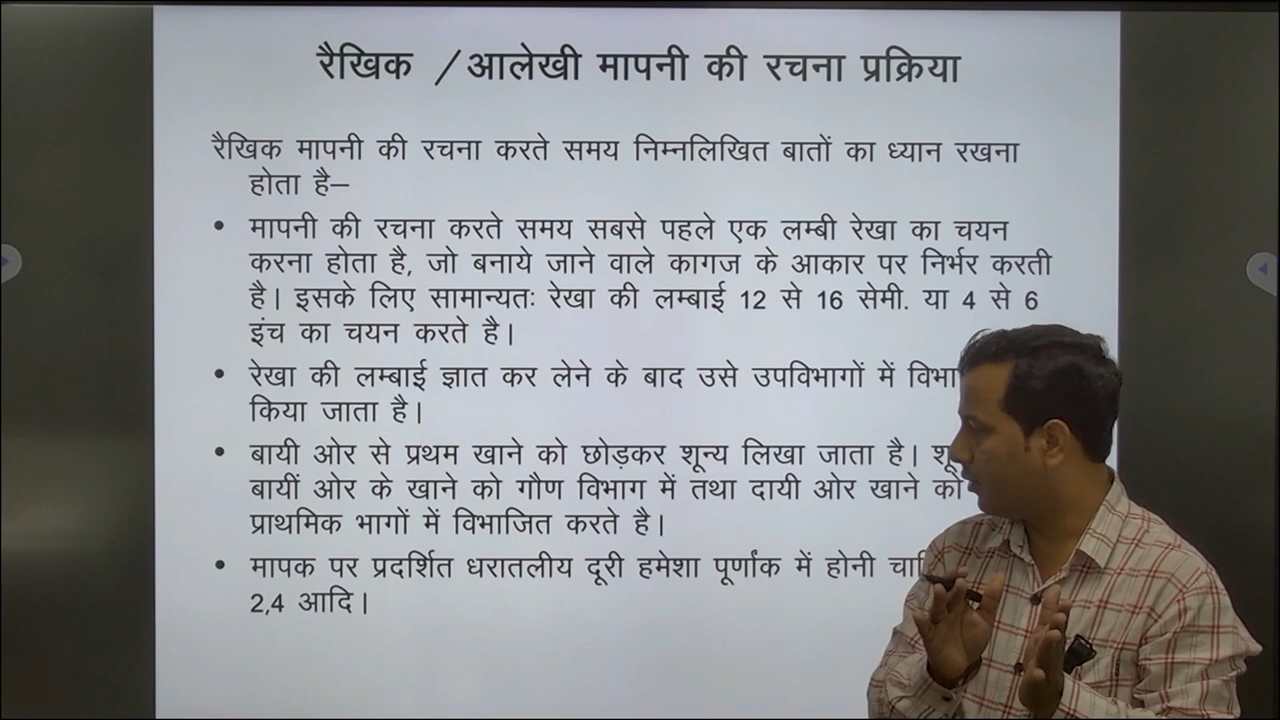 रैखिक /आलेखी मापनी की रचना प्रक्रिया
रैखिक मापनी की रचना करते समय निम्नलिखित बातों का ध्यान रखना
होता है–
• मापनी की रचना करते समय सबसे पहले एक लम्बी रेखा का चयन
करना होता है, जो बनाये जाने वाले कागज के आकार पर निर्भर करती
है। इसके लिए सामान्यतः रेखा की लम्बाई 12 से 16 सेमी. या 4 से 6
इंच का चयन करते है।
• रेखा की लम्बाई ज्ञात कर लेने के बाद उसे उपविभागों में
किया जाता है।
• बायी ओर से प्रथम खाने को छोड़कर शून्य लिखा जाता है।
बायीं ओर के खाने को गौण विभाग में तथा दायी ओर खाने को
प्राथमिक भागों में विभाजित करते है।
• मापक पर प्रदर्शित धरातलीय दूरी हमेशा पूर्णांक में होनी
2,4 आदि।